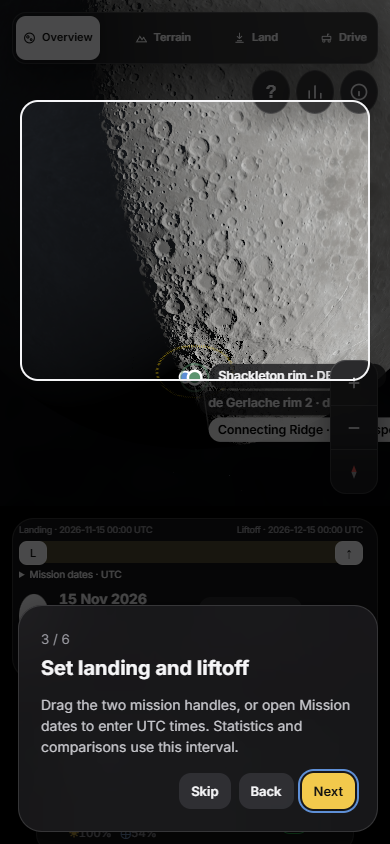 Overview
Terrain
Land
Drive
?
Shackleton rim · DE
de Gerlache rim 2 · d
Connecting Ridge ·
Landing · 2026-11-15 00:00 UTC
Liftoff · 2026-12-15 00:00 UTC
L
↑
▶ Mission dates · UTC
15 Nov 2026
3 / 6
Set landing and liftoff
Drag the two mission handles, or open Mission
dates to enter UTC times. Statistics and
comparisons use this interval.
Skip
Back
Next
100%
54%